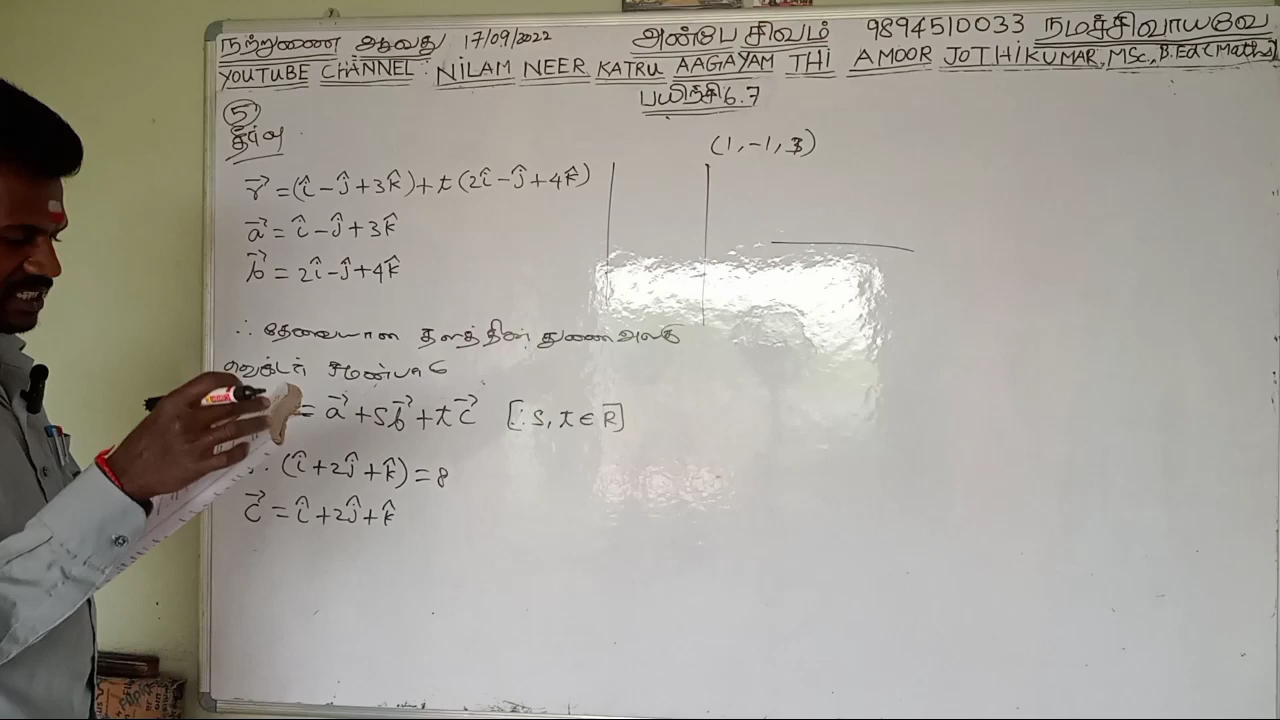 நற்றுணை ஆவது 17/09/2022 அன்பே சிவம் 9894510033 நமச்சிவாயவே
YOUTUBE CHANNEL: NILAM NEER KATRU AAGAYAM THI AMOOR JOTHIKUMAR, MSc., B.Ed (Maths)
பயிற்சி 6.7
⑤
தீர்வு
(1, -1, 3)
r⃗ = (î - ĵ + 3k̂) + t (2î - ĵ + 4k̂)
a⃗ = î - ĵ + 3k̂
b⃗ = 2î - ĵ + 4k̂
∴ தேவையான தளத்தின் துணை அலகு
வெக்டர் சமன்பாடு
= a⃗ + sb⃗ + tc⃗ [∵ s, t ∈ R]
. (î + 2ĵ + k̂) = 8
c⃗ = î + 2ĵ + k̂